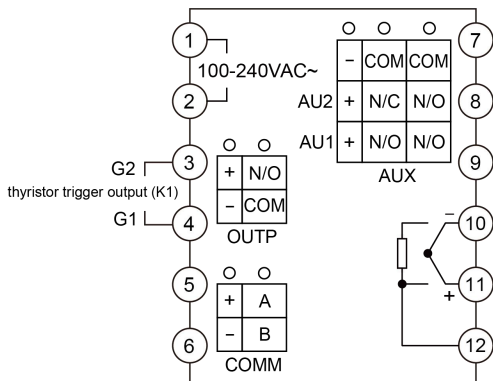 1
100-240VAC~
2
G2
3
thyristor trigger output (K1)
G1
4
+ N/O
− COM
OUTP
5
6
+ A
− B
COMM
− COM COM
AU2 + N/C N/O
AU1 + N/O N/O
AUX
7
8
9
− 10
+ 11
12